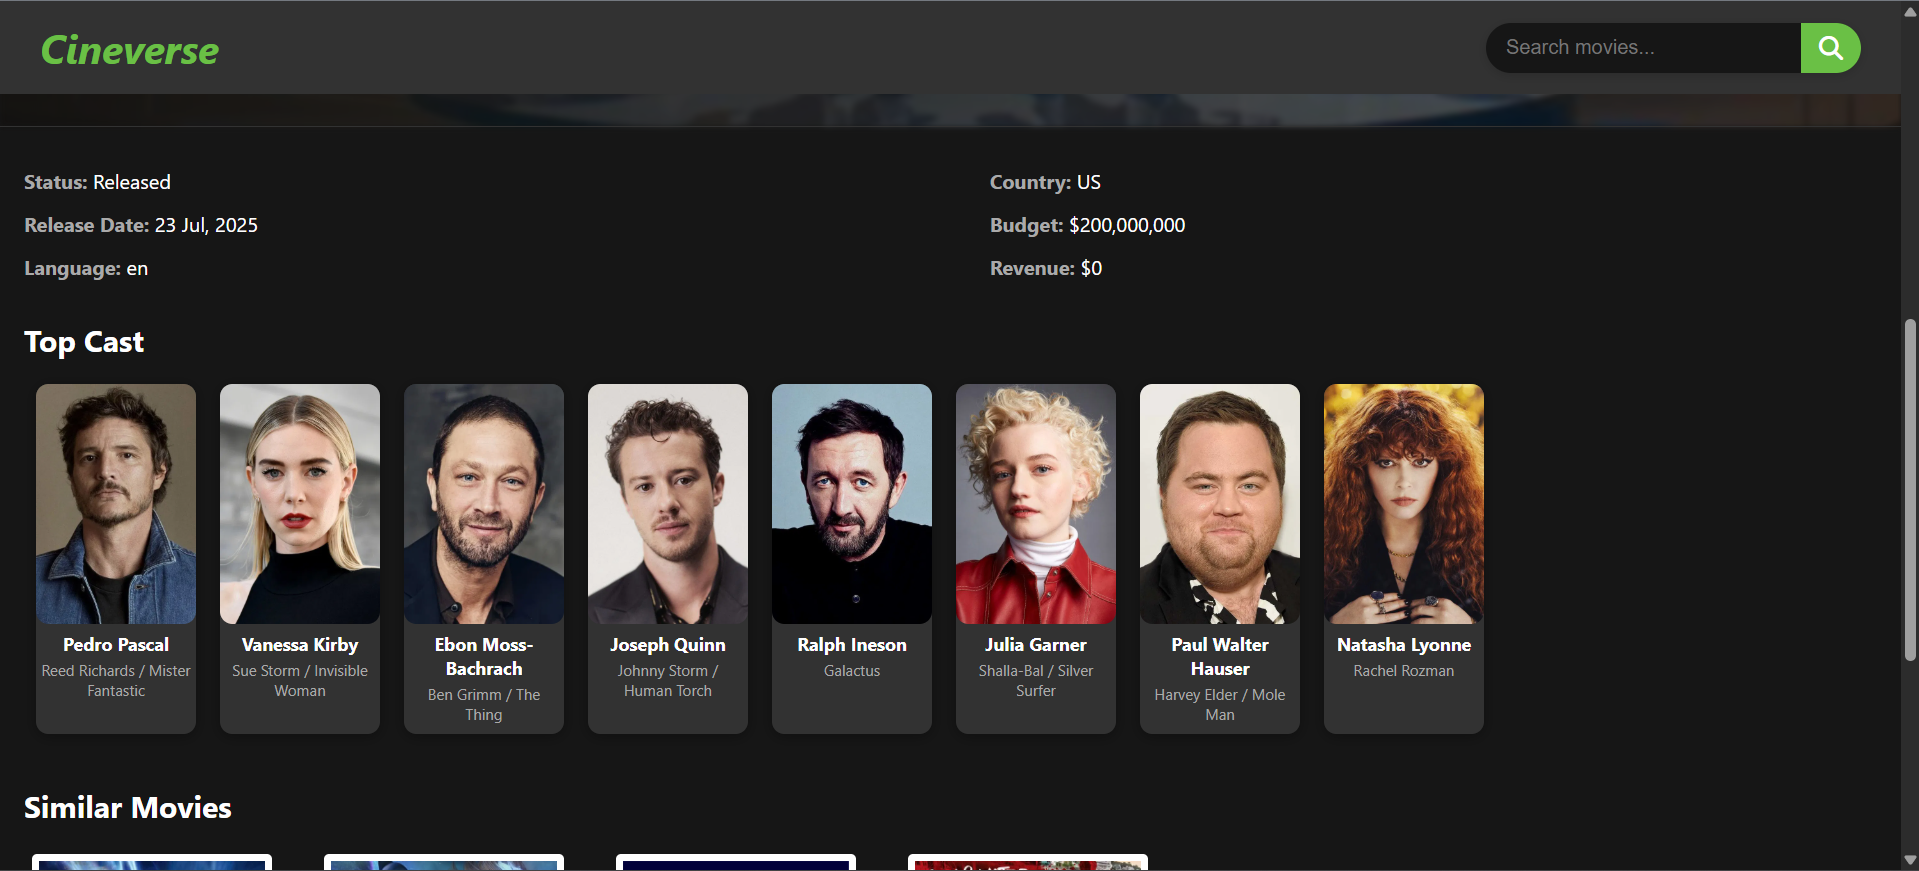 Cineverse
Search movies...
Status: Released
Country: US
Release Date: 23 Jul, 2025
Budget: $200,000,000
Language: en
Revenue: $0
Top Cast
Pedro Pascal
Reed Richards / Mister
Fantastic
Vanessa Kirby
Sue Storm / Invisible
Woman
Ebon Moss-
Bachrach
Ben Grimm / The
Thing
Joseph Quinn
Johnny Storm /
Human Torch
Ralph Ineson
Galactus
Julia Garner
Shalla-Bal / Silver
Surfer
Paul Walter
Hauser
Harvey Elder / Mole
Man
Natasha Lyonne
Rachel Rozman
Similar Movies